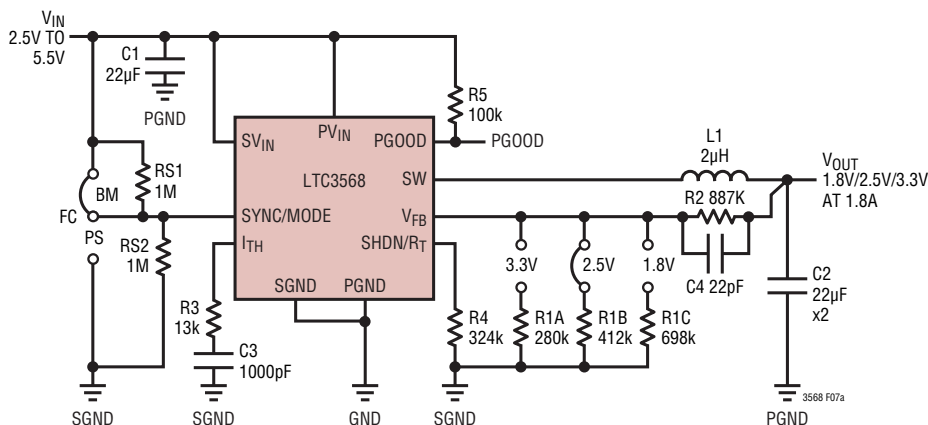 VIN
2.5V TO
5.5V
C1
22µF
PGND
R5
100k
SVIN
PVIN
PGOOD
PGOOD
LTC3568
SW
L1
2µH
VOUT
1.8V/2.5V/3.3V
AT 1.8A
RS1
1M
BM
FC
PS
SYNC/MODE
VFB
R2 887K
RS2
1M
ITH
SHDN/RT
3.3V
2.5V
1.8V
C4 22pF
C2
22µF
x2
SGND
PGND
R3
13k
R4
324k
R1A
280k
R1B
412k
R1C
698k
C3
1000pF
SGND
SGND
GND
SGND
PGND
3568 F07a